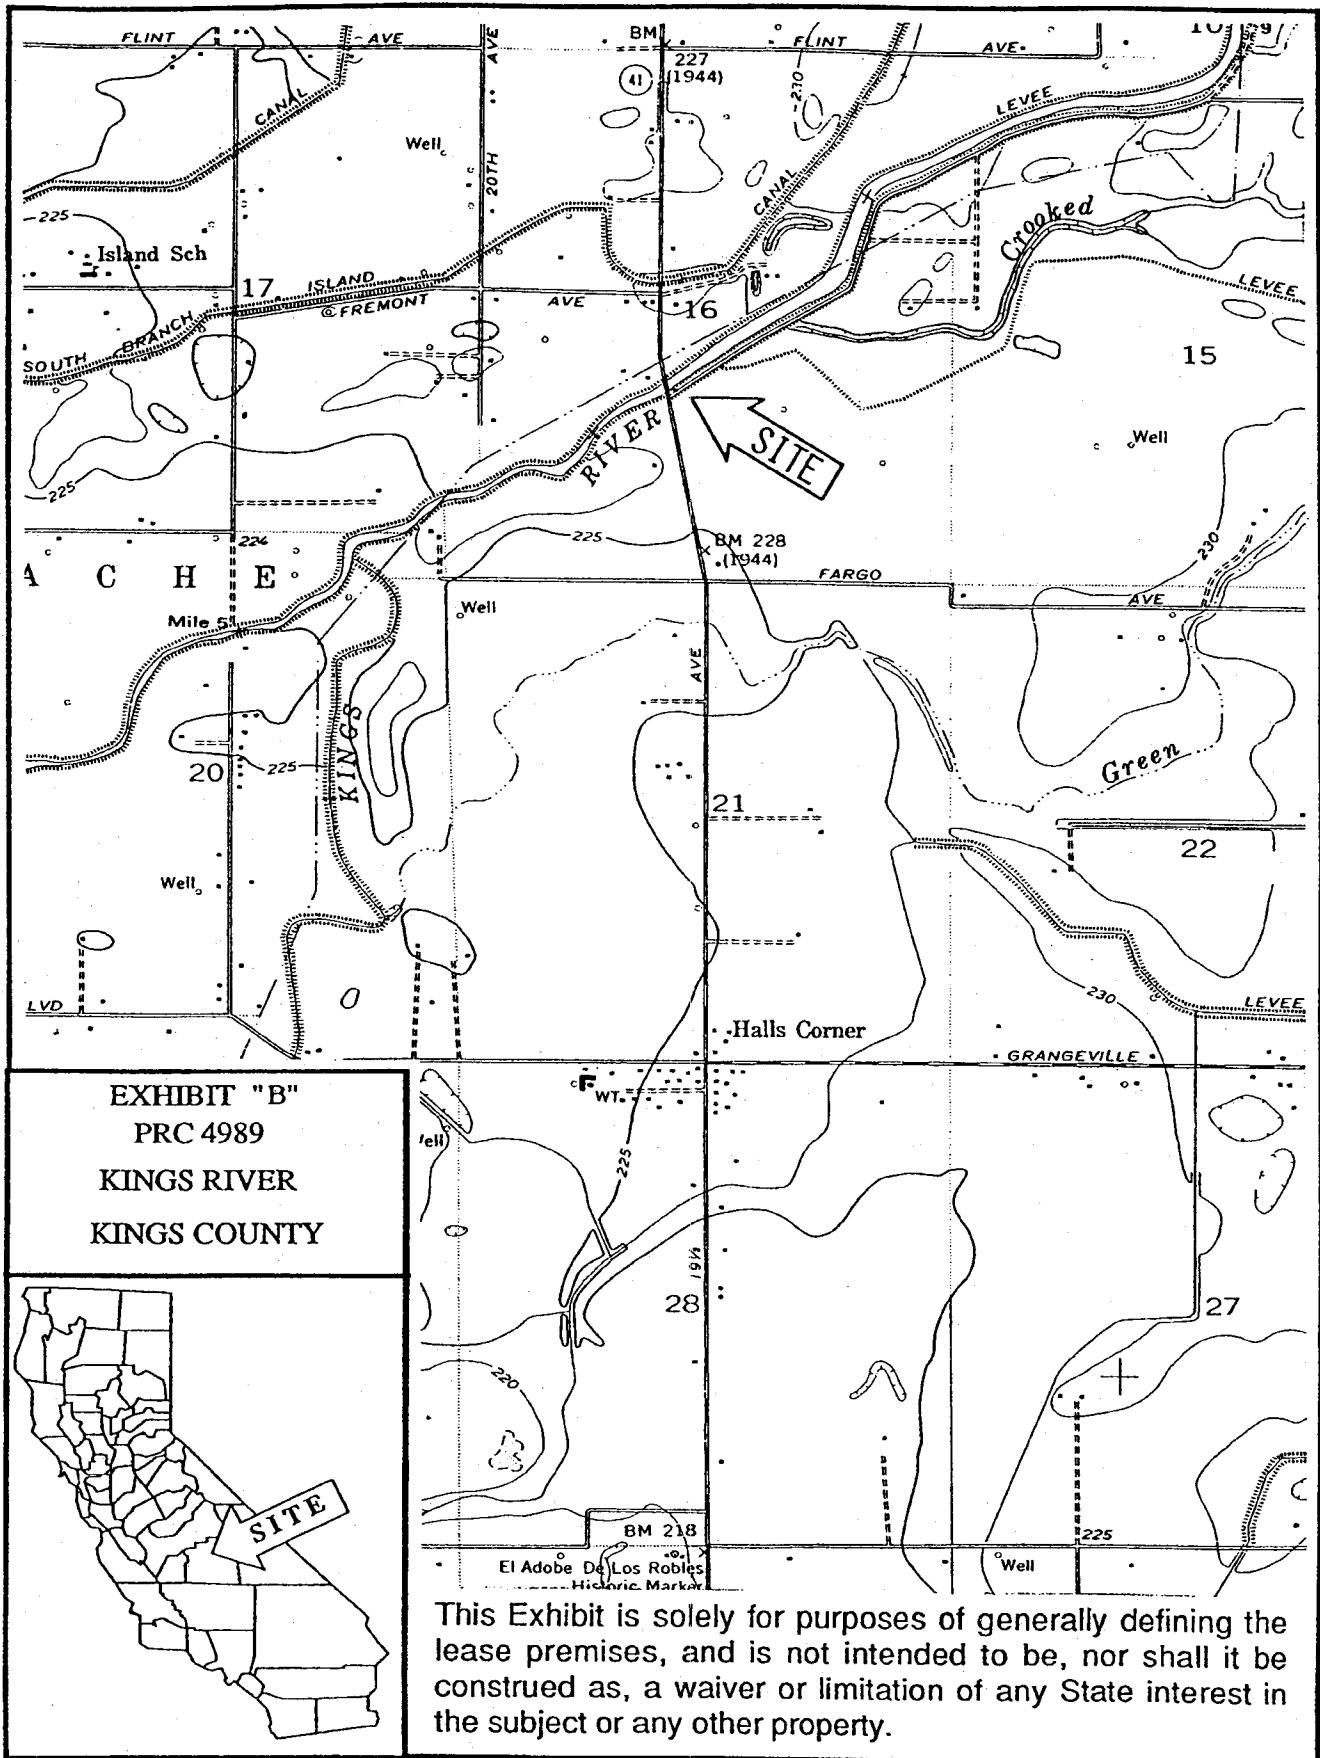 FLINT AVE
AVE
BM
FLINT AVE.
10
227
(1944)
41
230
LEVEE
CANAL
Well
20TH
CANAL
Crooked
225
Island Sch
17
ISLAND
FREMONT AVE
16
LEVEE
SOUTH BRANCH
15
RIVER
SITE
Well
225
224
225
BM 228
(1944)
230
A C H E
FARGO
AVE
Mile 5
Well
AVE
KINGS
20
225
Green
21
22
Well
LVD
230
LEVEE
Halls Corner
GRANGEVILLE
WT
'ell
225
EXHIBIT "B"
PRC 4989
KINGS RIVER
KINGS COUNTY
19½
28
27
220
SITE
BM 218
225
El Adobe De Los Robles
Historic Marker
Well
This Exhibit is solely for purposes of generally defining the
lease premises, and is not intended to be, nor shall it be
construed as, a waiver or limitation of any State interest in
the subject or any other property.